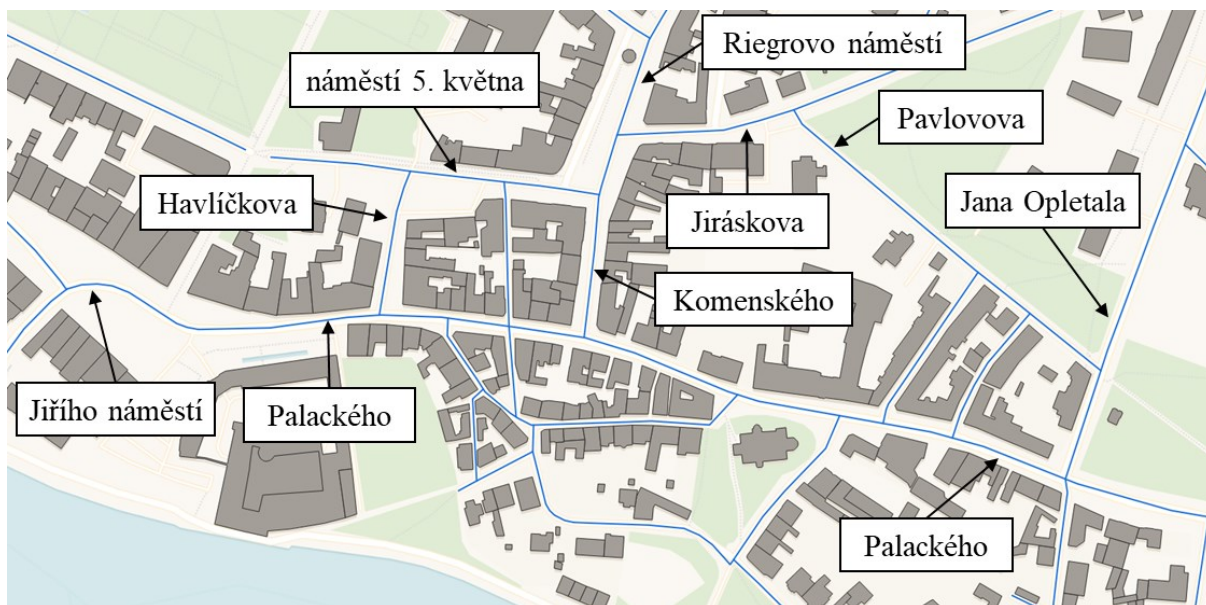 Riegrovo náměstí
náměstí 5. května
Pavlovova
Havlíčkova
Jana Opletala
Jiráskova
Komenského
Jiřího náměstí
Palackého
Palackého